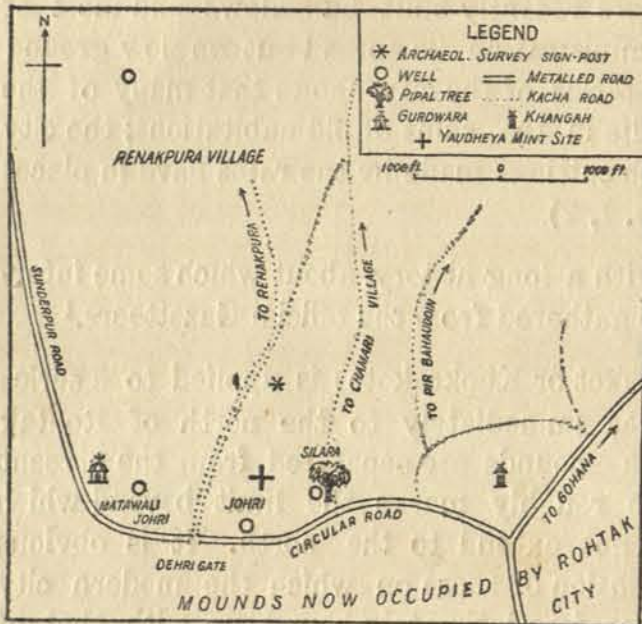 N
LEGEND
ARCHAEOL. SURVEY SIGN-POST
WELL
METALLED ROAD
PIPAL TREE
KACHA ROAD
GURDWARA
KHANGAH
YAUDHEYA MINT SITE
1000 ft. 0 1000 ft.
RENAKPURA VILLAGE
SUNDERPUR ROAD
TO RENAKPURA
TO CHAMARI VILLAGE
TO PIR BAHAUDDIN
SILARA
MATAWALI
JOHRI
JOHRI
CIRCULAR ROAD
TO GOHANA
DEHRI GATE
MOUNDS NOW OCCUPIED BY ROHTAK
CITY